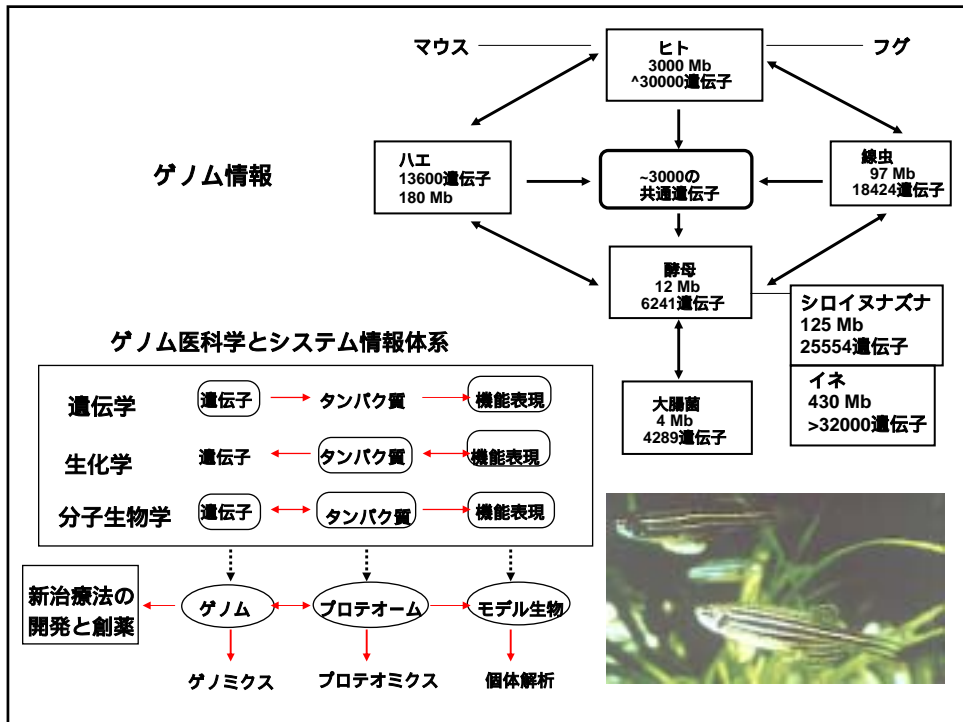 マウス
ヒト
3000 Mb
^30000遺伝子
フグ
ゲノム情報
ハエ
13600遺伝子
180 Mb
~3000の
共通遺伝子
線虫
97 Mb
18424遺伝子
酵母
12 Mb
6241遺伝子
シロイヌナズナ
125 Mb
25554遺伝子
イネ
430 Mb
>32000遺伝子
大腸菌
4 Mb
4289遺伝子
ゲノム医科学とシステム情報体系
遺伝学 遺伝子 タンパク質 機能表現
生化学 遺伝子 タンパク質 機能表現
分子生物学 遺伝子 タンパク質 機能表現
新治療法の
開発と創薬
ゲノム プロテオーム モデル生物
ゲノミクス プロテオミクス 個体解析